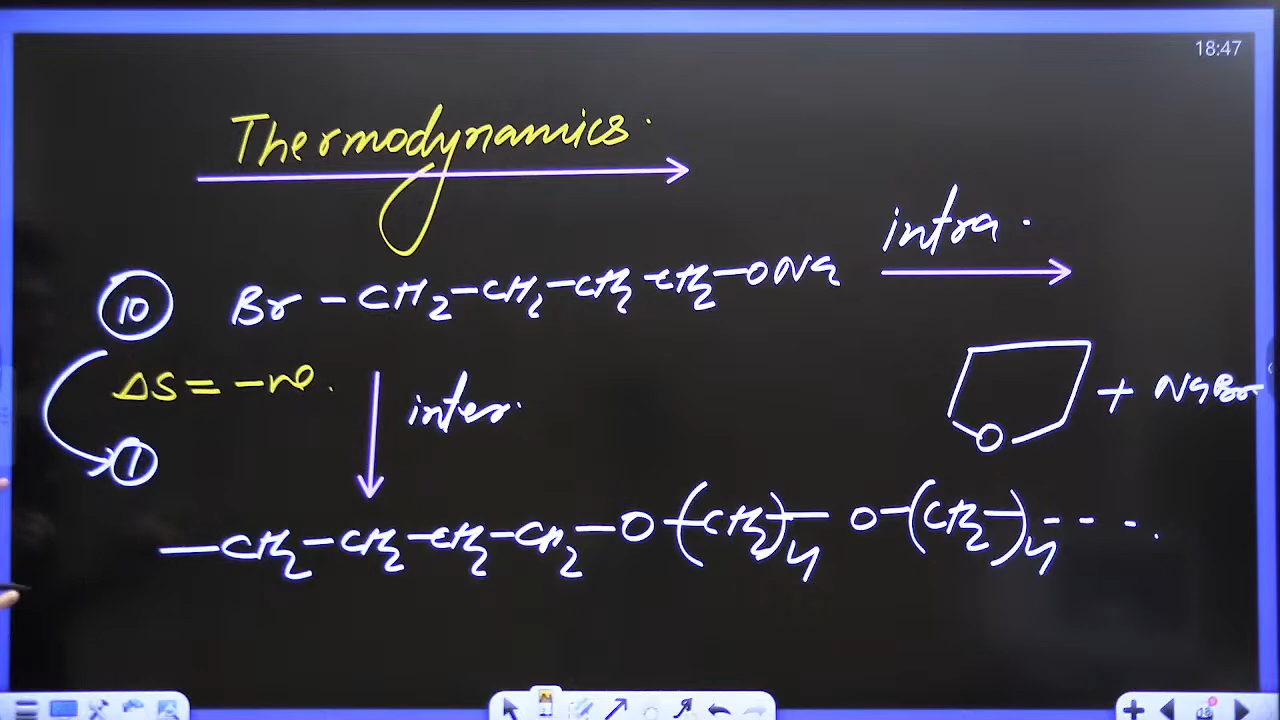 18:47
Thermodynamics.
intra.
10 Br-CH2-CH2-CH2-CH2-ONa
ΔS = -ve.
inter.
+ NaBr
1
O
-CH2-CH2-CH2-CH2-O-(CH2)4-O-(CH2)4----.
18